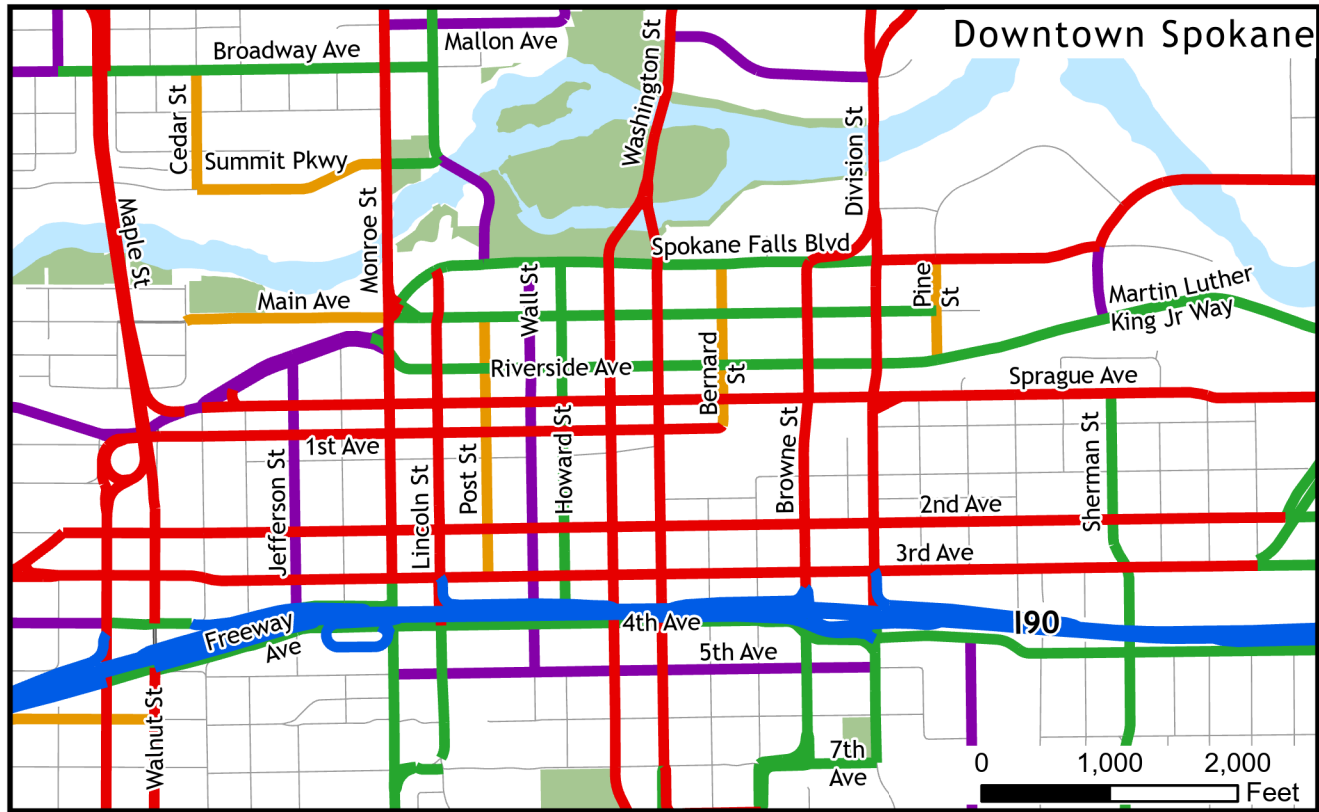 Downtown Spokane
Mallon Ave
Broadway Ave
Washington St
Cedar St
Division St
Summit Pkwy
Maple St
Monroe St
Spokane Falls Blvd
Wall St
Pine
St
Main Ave
Martin Luther
King Jr Way
Riverside Ave
Bernard
St
Sprague Ave
1st Ave
Howard St
Browne St
Jefferson St
Lincoln St
Post St
Sherman St
2nd Ave
3rd Ave
Freeway
Ave
4th Ave
I90
5th Ave
Walnut St
7th
Ave
0 1,000 2,000
Feet